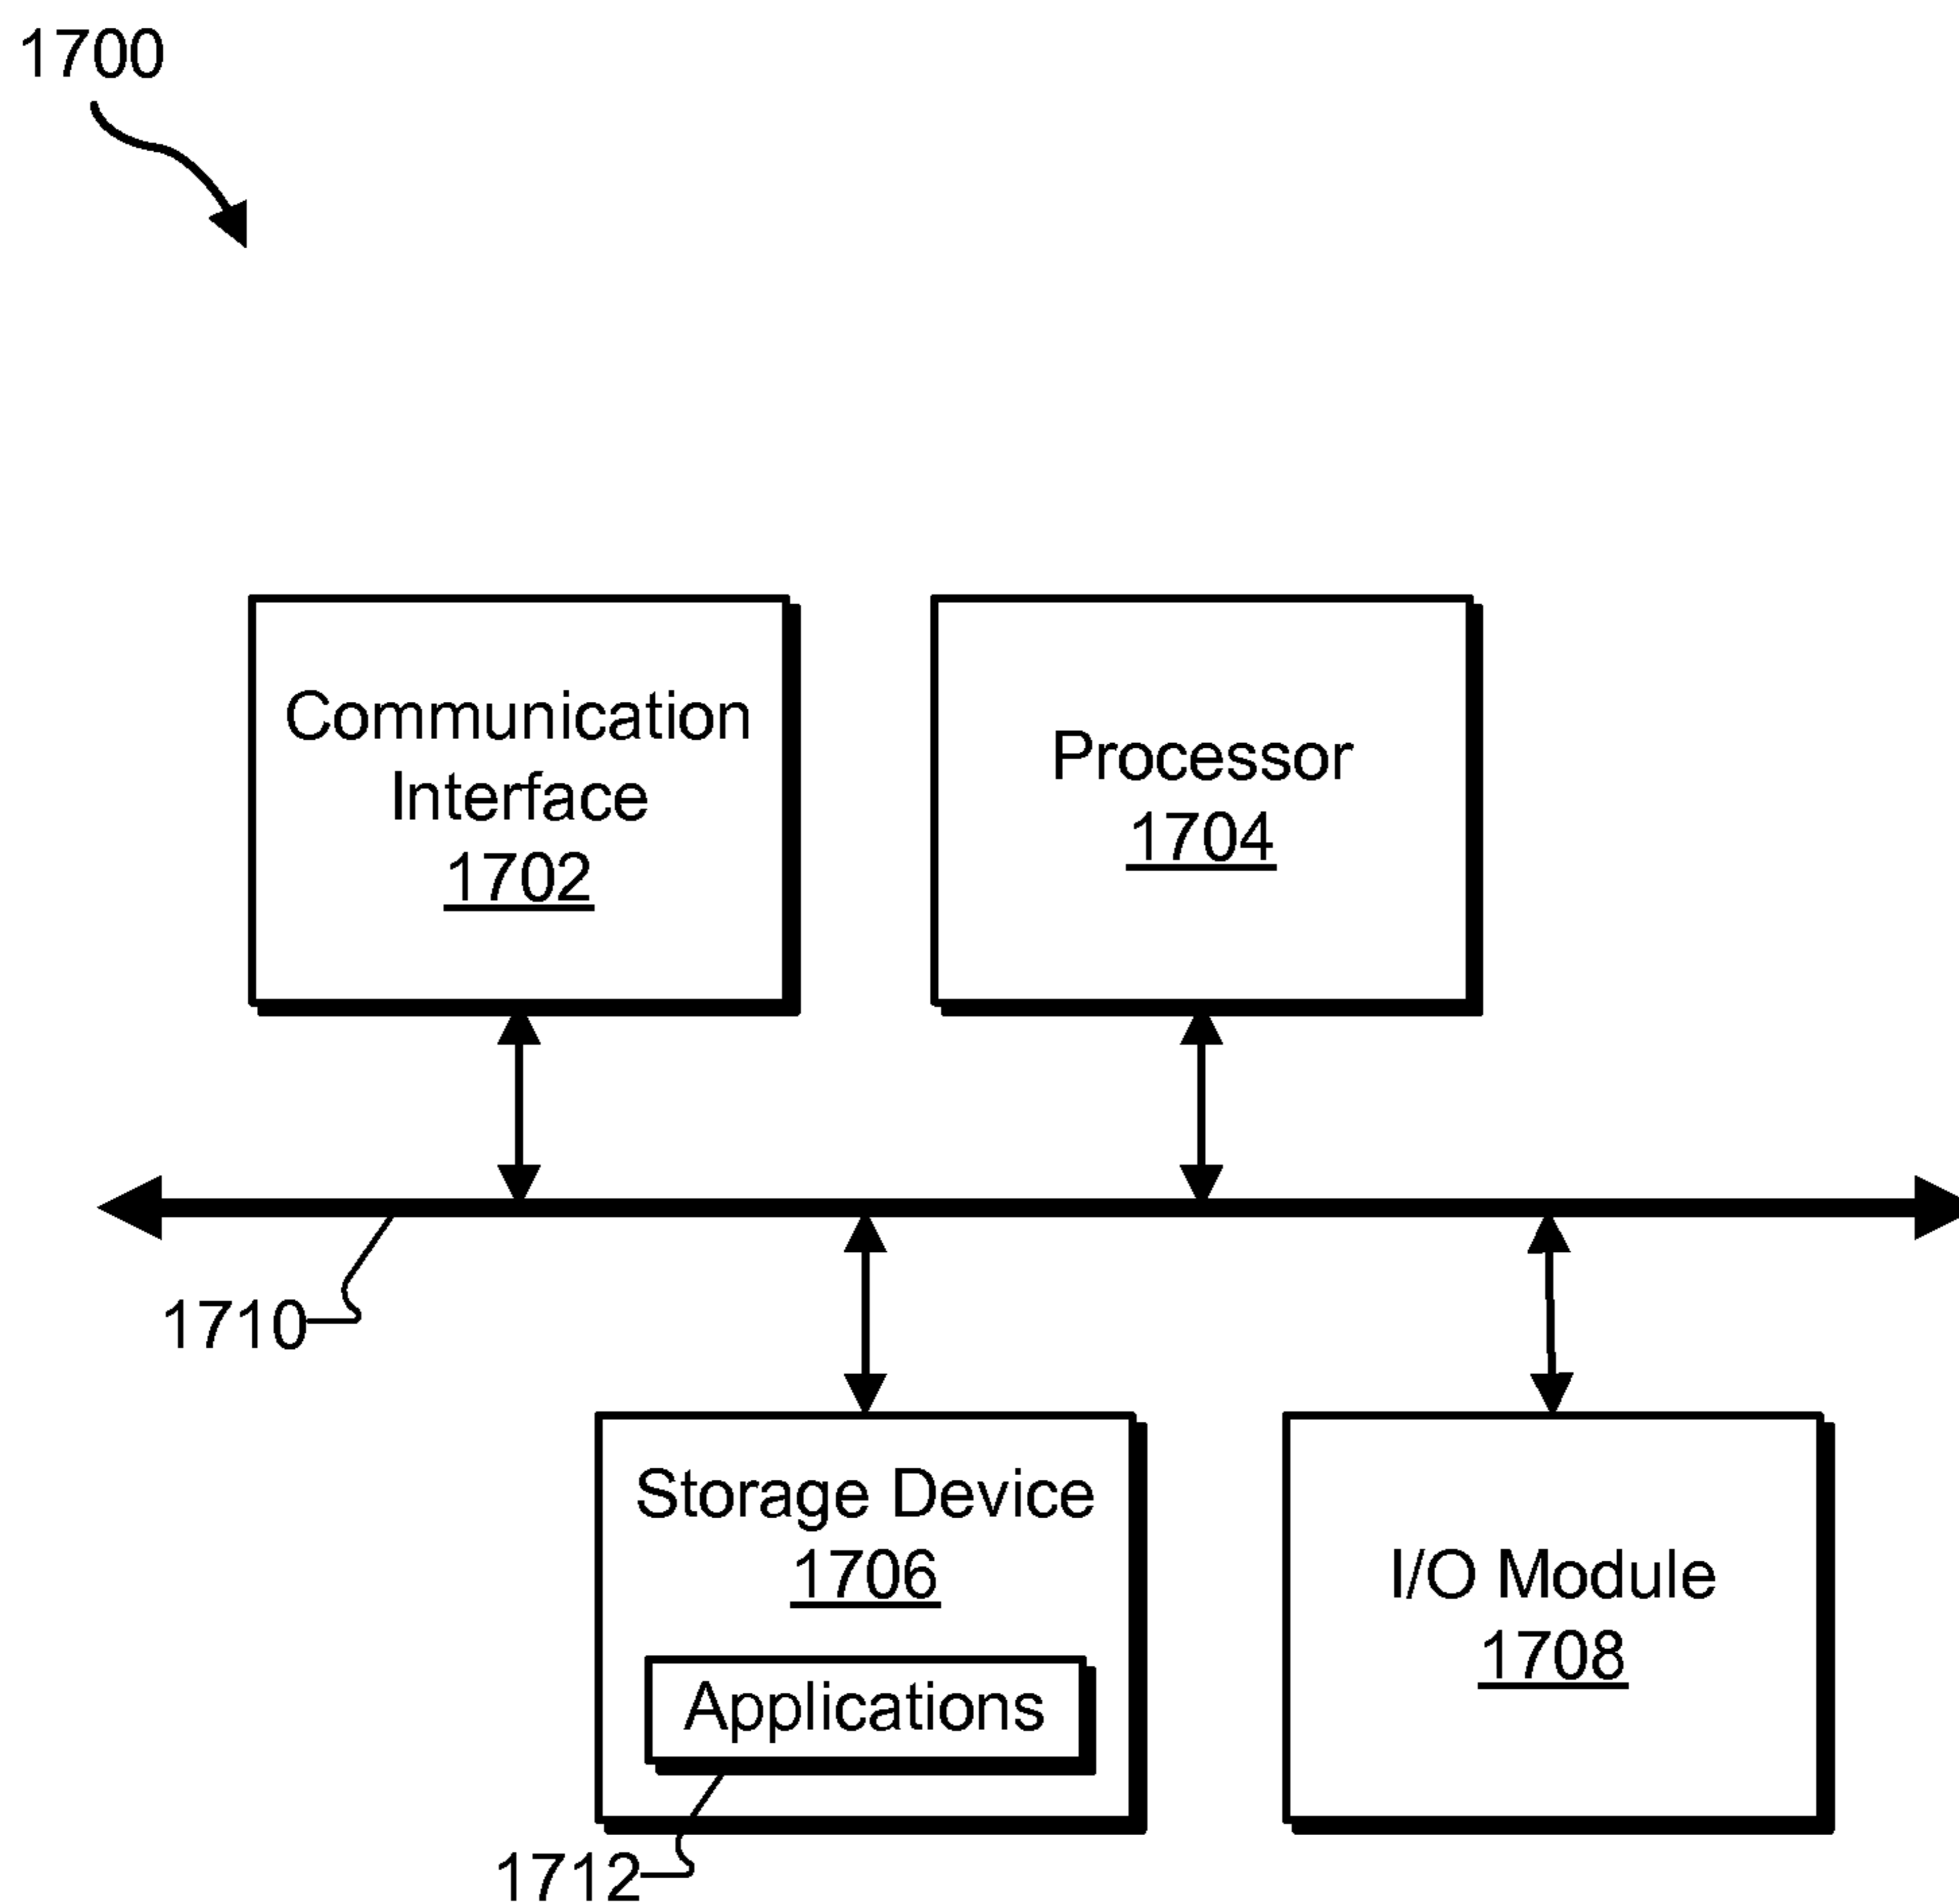 1700
Communication
Interface
1702
Processor
1704
1710
Storage Device
1706
Applications
1712
I/O Module
1708